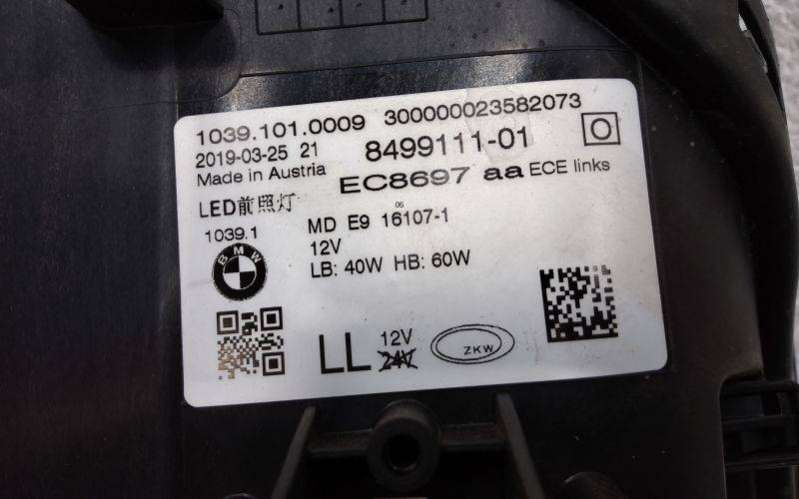 1039.101.0009 300000023582073
2019-03-25 21 8499111-01 O
Made in Austria EC8697 aa ECE links
LED前照灯
06
1039.1 MD E9 16107-1
BMW
12V
LB: 40W HB: 60W
LL 12V
24V
ZKW